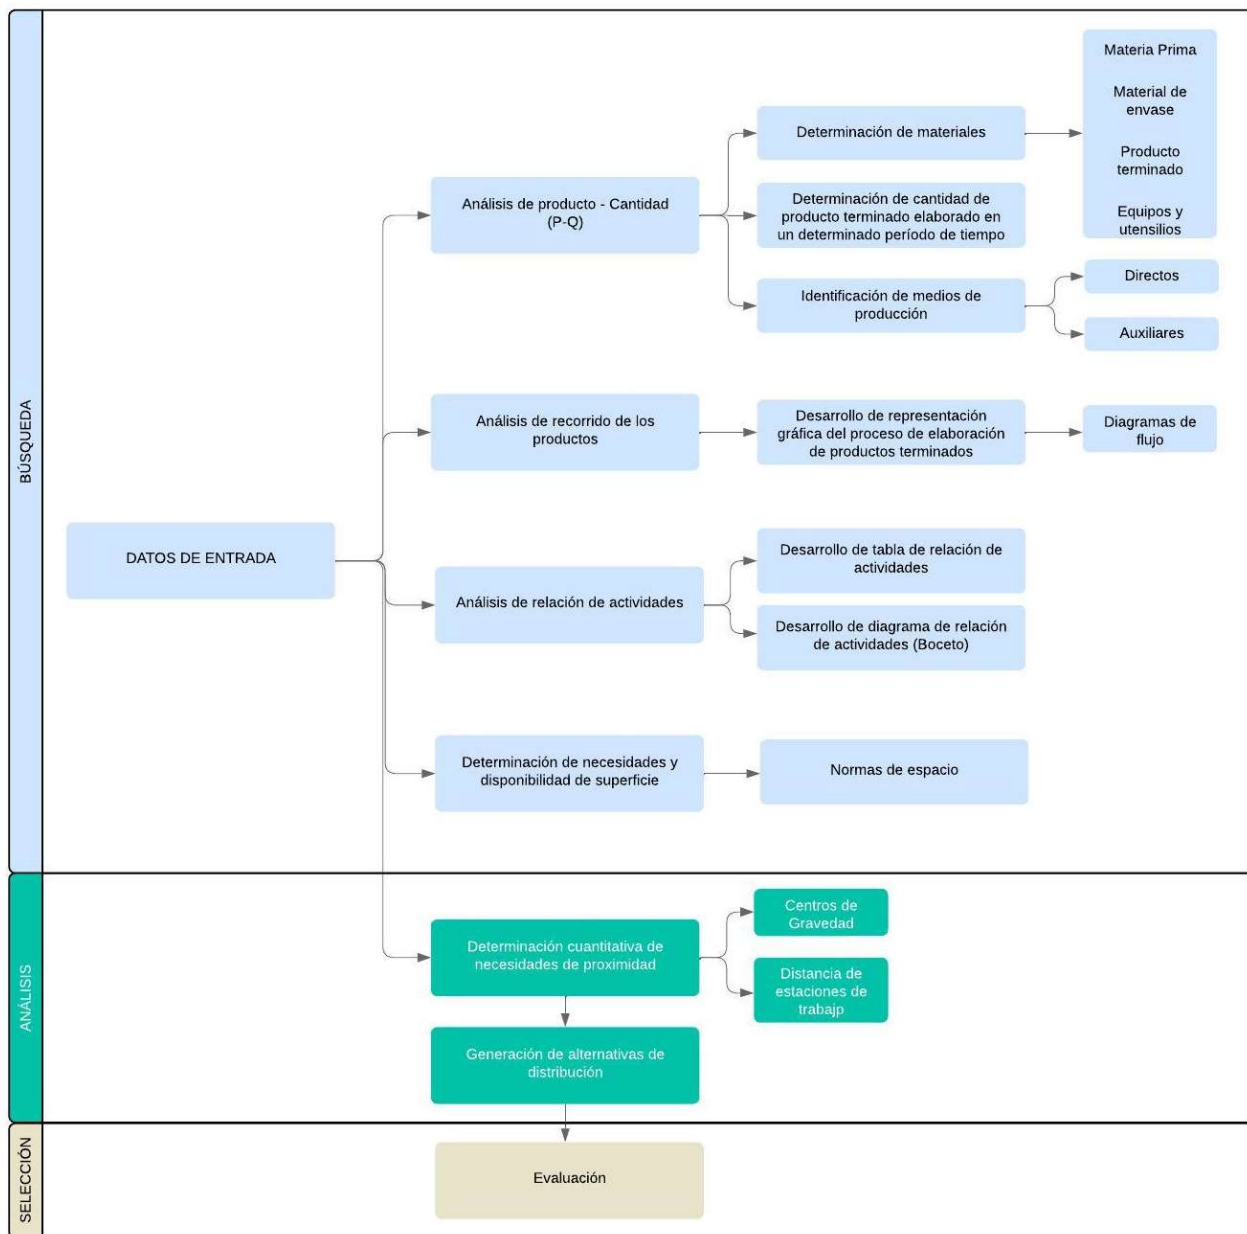 BÚSQUEDA
DATOS DE ENTRADA
Análisis de producto - Cantidad
(P-Q)
Determinación de materiales
Materia Prima
Material de
envase
Producto
terminado
Equipos y
utensilios
Determinación de cantidad de
producto terminado elaborado en
un determinado período de tiempo
Identificación de medios de
producción
Directos
Auxiliares
Análisis de recorrido de los
productos
Desarrollo de representación
gráfica del proceso de elaboración
de productos terminados
Diagramas de
flujo
Análisis de relación de actividades
Desarrollo de tabla de relación de
actividades
Desarrollo de diagrama de relación
de actividades (Boceto)
Determinación de necesidades y
disponibilidad de superficie
Normas de espacio
ANÁLISIS
Determinación cuantitativa de
necesidades de proximidad
Centros de
Gravedad
Distancia de
estaciones de
trabajp
Generación de alternativas de
distribución
SELECCIÓN
Evaluación